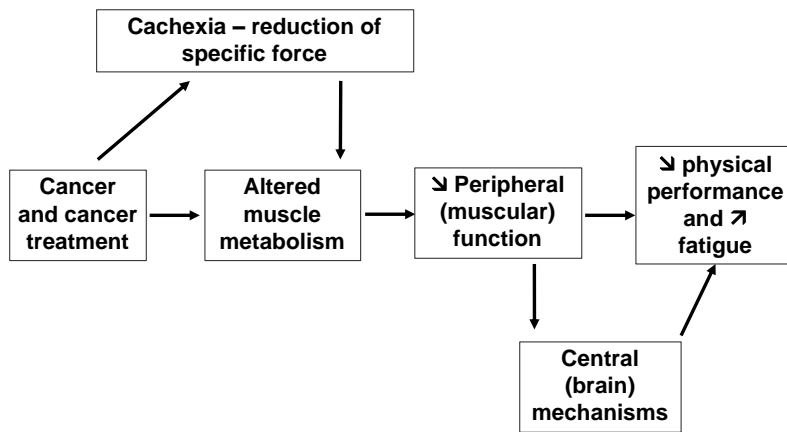 Cachexia – reduction of
specific force
Cancer
and cancer
treatment
Altered
muscle
metabolism
➘ Peripheral
(muscular)
function
➘ physical
performance
and ➚
fatigue
Central
(brain)
mechanisms